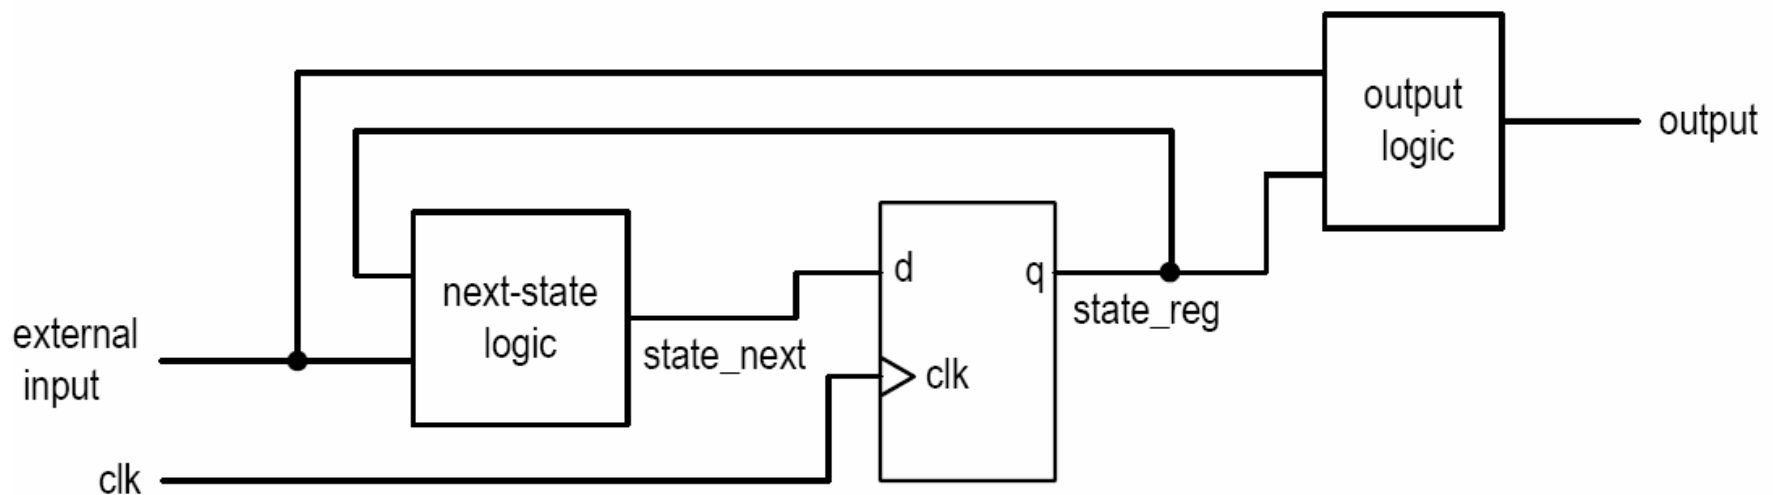 output
logic
output
d
q
next-state
logic
state_reg
external
input
state_next
clk
clk